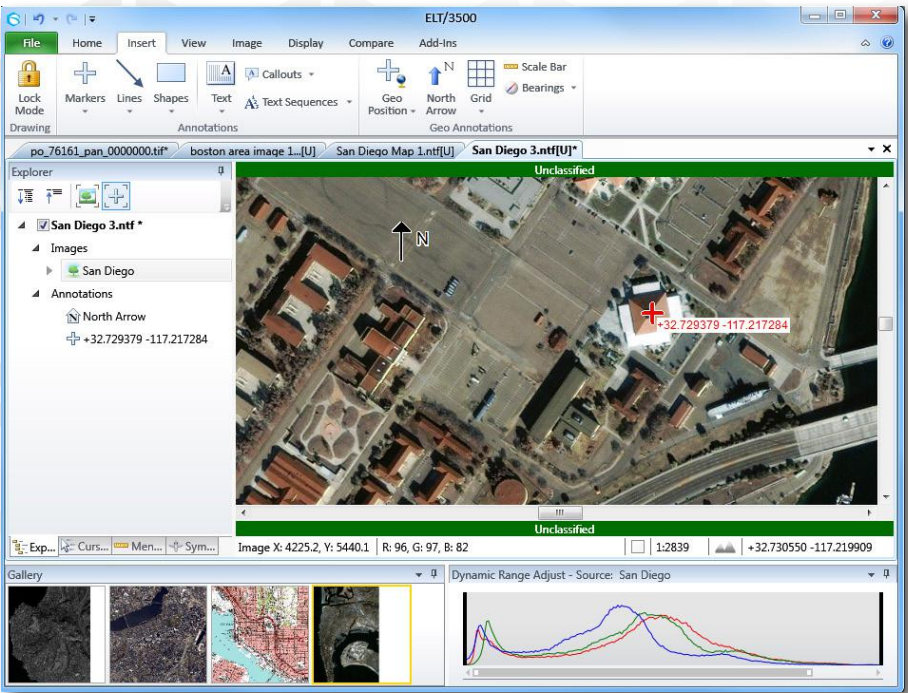 ELT/3500
File Home Insert View Image Display Compare Add-Ins
Lock Mode
Markers
Lines
Shapes
A
Text
A Callouts
Text Sequences
Geo Position
N
North Arrow
Grid
Scale Bar
Bearings
Drawing
Annotations
Geo Annotations
po_76161_pan_0000000.tif* boston area image 1...[U] San Diego Map 1.ntf[U] San Diego 3.ntf[U]*
Explorer
San Diego 3.ntf *
Images
San Diego
Annotations
North Arrow
+32.729379 -117.217284
Exp... Curs... Men... Sym...
Unclassified
N
+32.729379 -117.217284
Unclassified
Image X: 4225.2, Y: 5440.1 R: 96, G: 97, B: 82 1:2839 +32.730550 -117.219909
Gallery
Dynamic Range Adjust - Source: San Diego